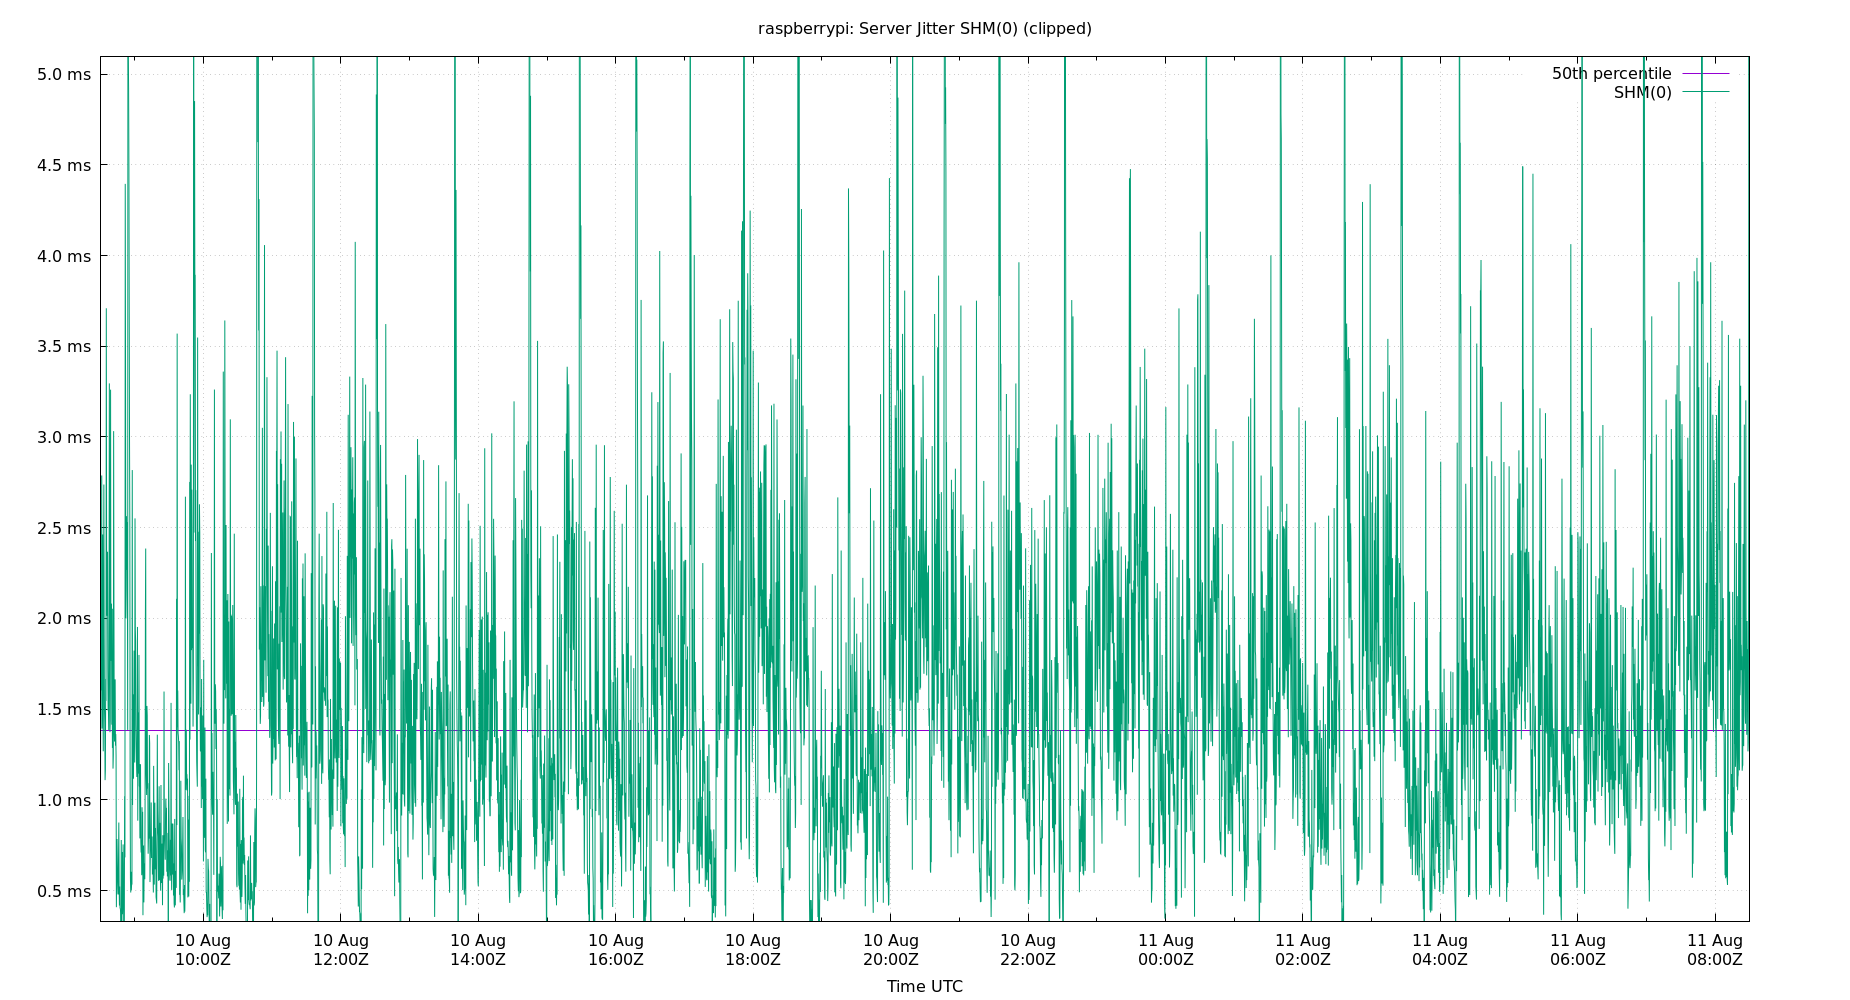 raspberrypi: Server Jitter SHM(0) (clipped)
5.0 ms
4.5 ms
4.0 ms
3.5 ms
3.0 ms
2.5 ms
2.0 ms
1.5 ms
1.0 ms
0.5 ms
50th percentile
SHM(0)
10 Aug 10 Aug 10 Aug 10 Aug 10 Aug 10 Aug 10 Aug 11 Aug 11 Aug 11 Aug 11 Aug 11 Aug
10:00Z 12:00Z 14:00Z 16:00Z 18:00Z 20:00Z 22:00Z 00:00Z 02:00Z 04:00Z 06:00Z 08:00Z
Time UTC